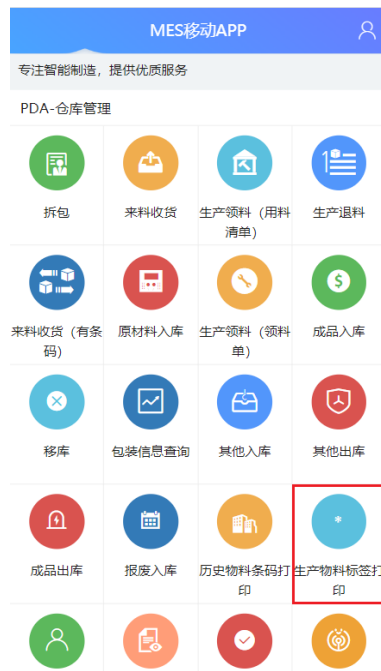 MES移动APP
专注智能制造，提供优质服务
PDA-仓库管理
拆包
来料收货
生产领料（用料
清单）
生产退料
来料收货（有条
码）
原材料入库
生产领料（领料
单）
成品入库
移库
包装信息查询
其他入库
其他出库
成品出库
报废入库
历史物料条码打
印
生产物料标签打
印